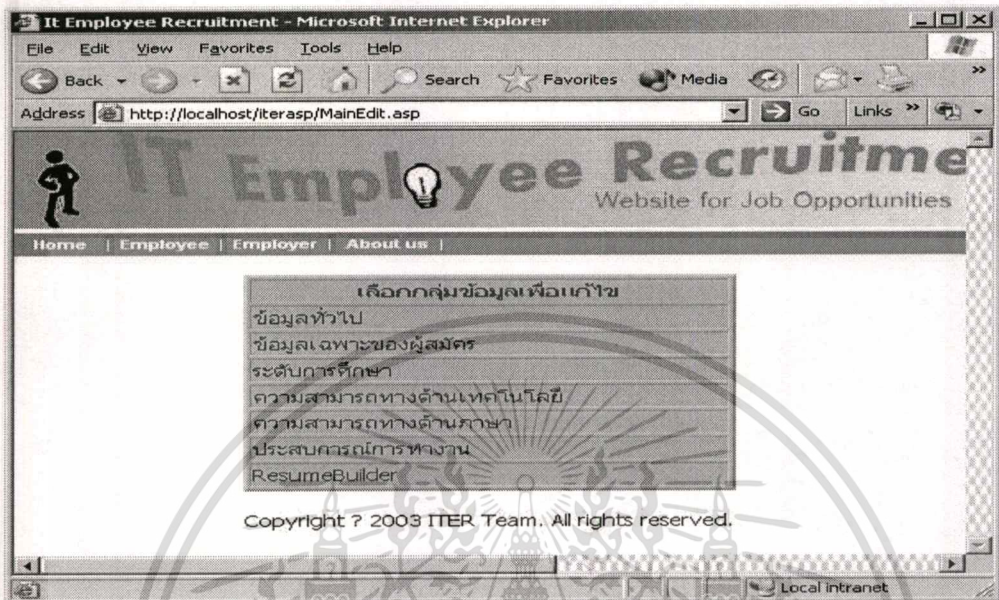 It Employee Recruitment - Microsoft Internet Explorer
File Edit View Favorites Tools Help
Back Search Favorites Media
Address http://localhost/iterasp/MainEdit.asp Go Links
IT Employee Recruitme
Website for Job Opportunities
Home | Employee | Employer | About us |
เลือกกลุ่มข้อมูลเพื่อแก้ไข
ข้อมูลทั่วไป
ข้อมูลเฉพาะของผู้สมัคร
ระดับการศึกษา
ความสามารถทางด้านเทคโนโลยี
ความสามารถทางด้านภาษา
ประสบการณ์การทำงาน
ResumeBuilder
Copyright ? 2003 ITER Team. All rights reserved.
Local intranet